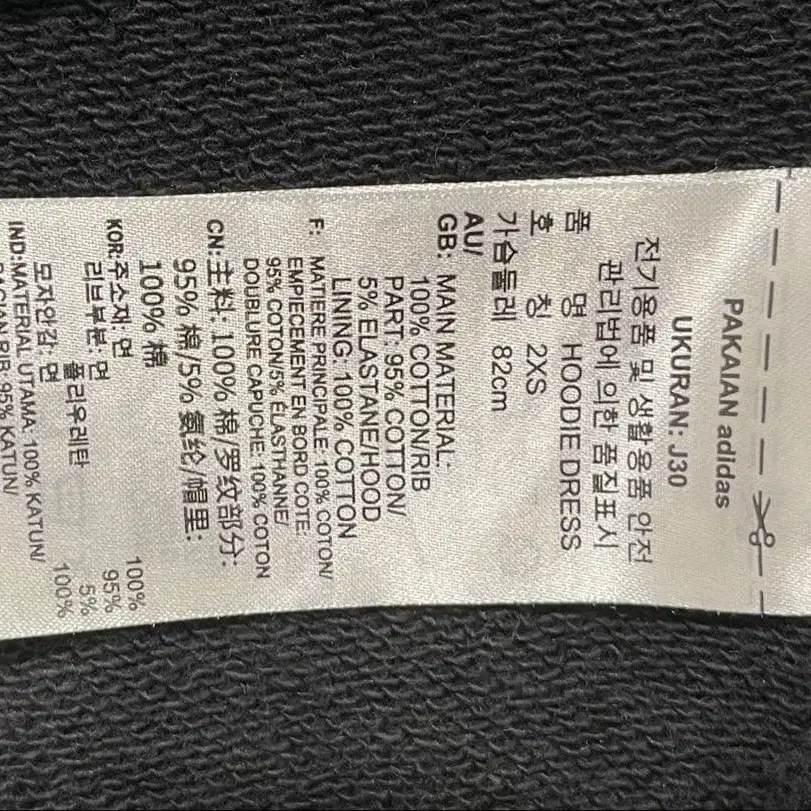 PAKAIAN adidas
UKURAN: J30
전기용품 및 생활용품 안전
관리법에 의한 품질표시
품 명 HOODIE DRESS
호 칭 2XS
가슴둘레 82cm
AU/
GB: MAIN MATERIAL:
100% COTTON/RIB
PART: 95% COTTON/
5% ELASTANE/HOOD
LINING: 100% COTTON
F: MATIERE PRINCIPALE: 100% COTON/
EMPIECEMENT EN BORD COTE:
95% COTON/5% ÉLASTHANNE/
DOUBLURE CAPUCHE: 100% COTON
CN:主料: 100% 棉/罗纹部分:
95% 棉/5% 氨纶/帽里:
100% 棉
KOR:주소재: 면 100%
리브부분: 면 95%
폴리우레탄 5%
모자안감: 면 100%
IND:MATERIAL UTAMA: 100% KATUN/
BAGIAN RIB: 95% KATUN/